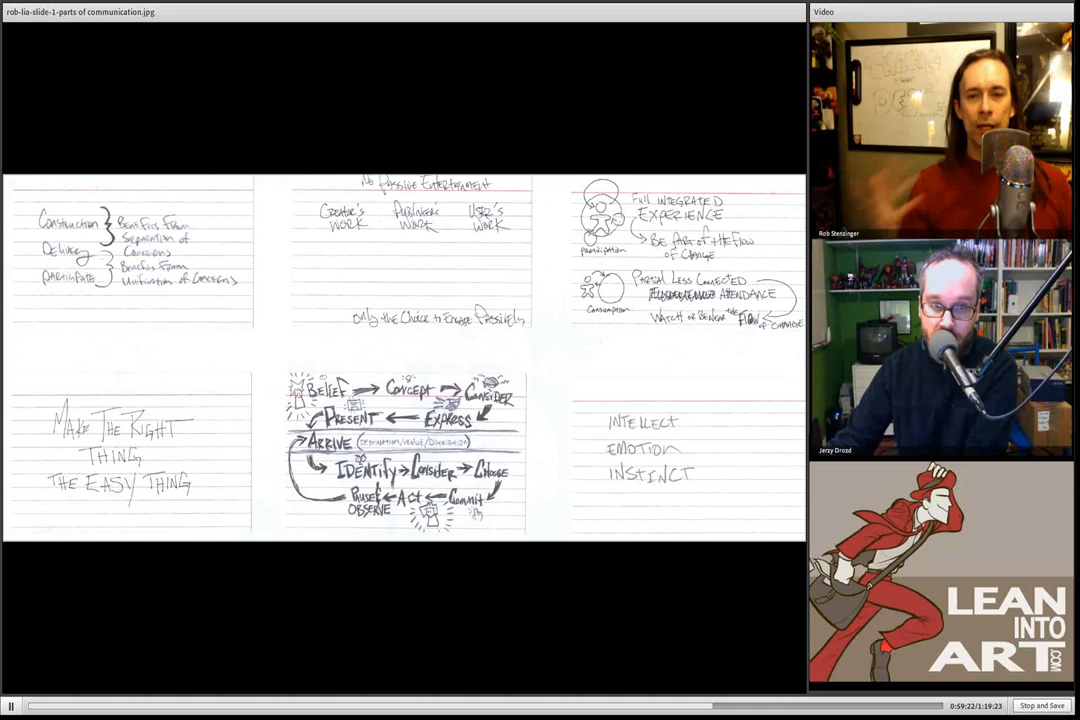 rob-lia-slide-1-parts of communication.jpg
Video
Construction
Delivery
Participate
Benefits From
Separation of
Concerns
Benefits From
Unification of Concerns
No Passive Entertainment
Creator's
Work
Publisher's
Work
User's
Work
Only the Choice to Engage Passively
Full Integrated
Experience
Be Part of the Flow
of Change
Participation
Partial Less Connected
Attendance
Watch or Be Near the Flow of Change
Consumption
Make The Right
Thing
The Easy Thing
Belief Concept Consider
Present Express
Arrive (Destination/Venue/Distribution)
Identify Consider Choose
Pause Act Commit
Observe
Intellect
Emotion
Instinct
Rob Stenzinger
Jerzy Drozd
LEAN
INTO
ART.COM
0:59:22/1:19:23
Stop and Save